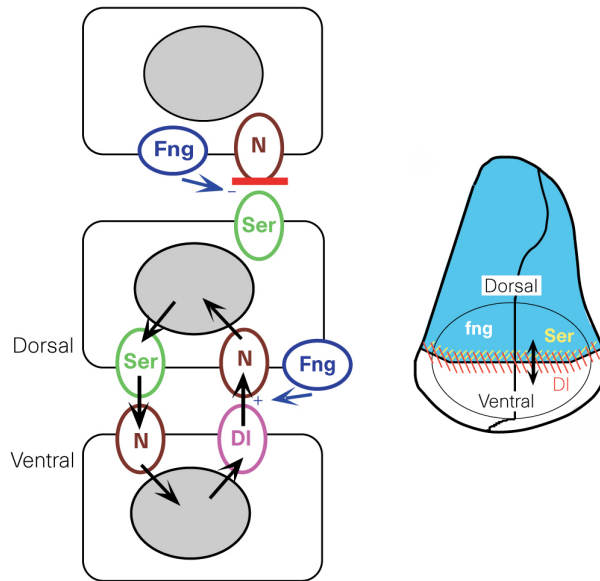 Fng
N
–
Ser
Dorsal
Ser
N
Fng
+
N
Dl
Ventral
Dorsal
fng
Ser
Dl
Ventral